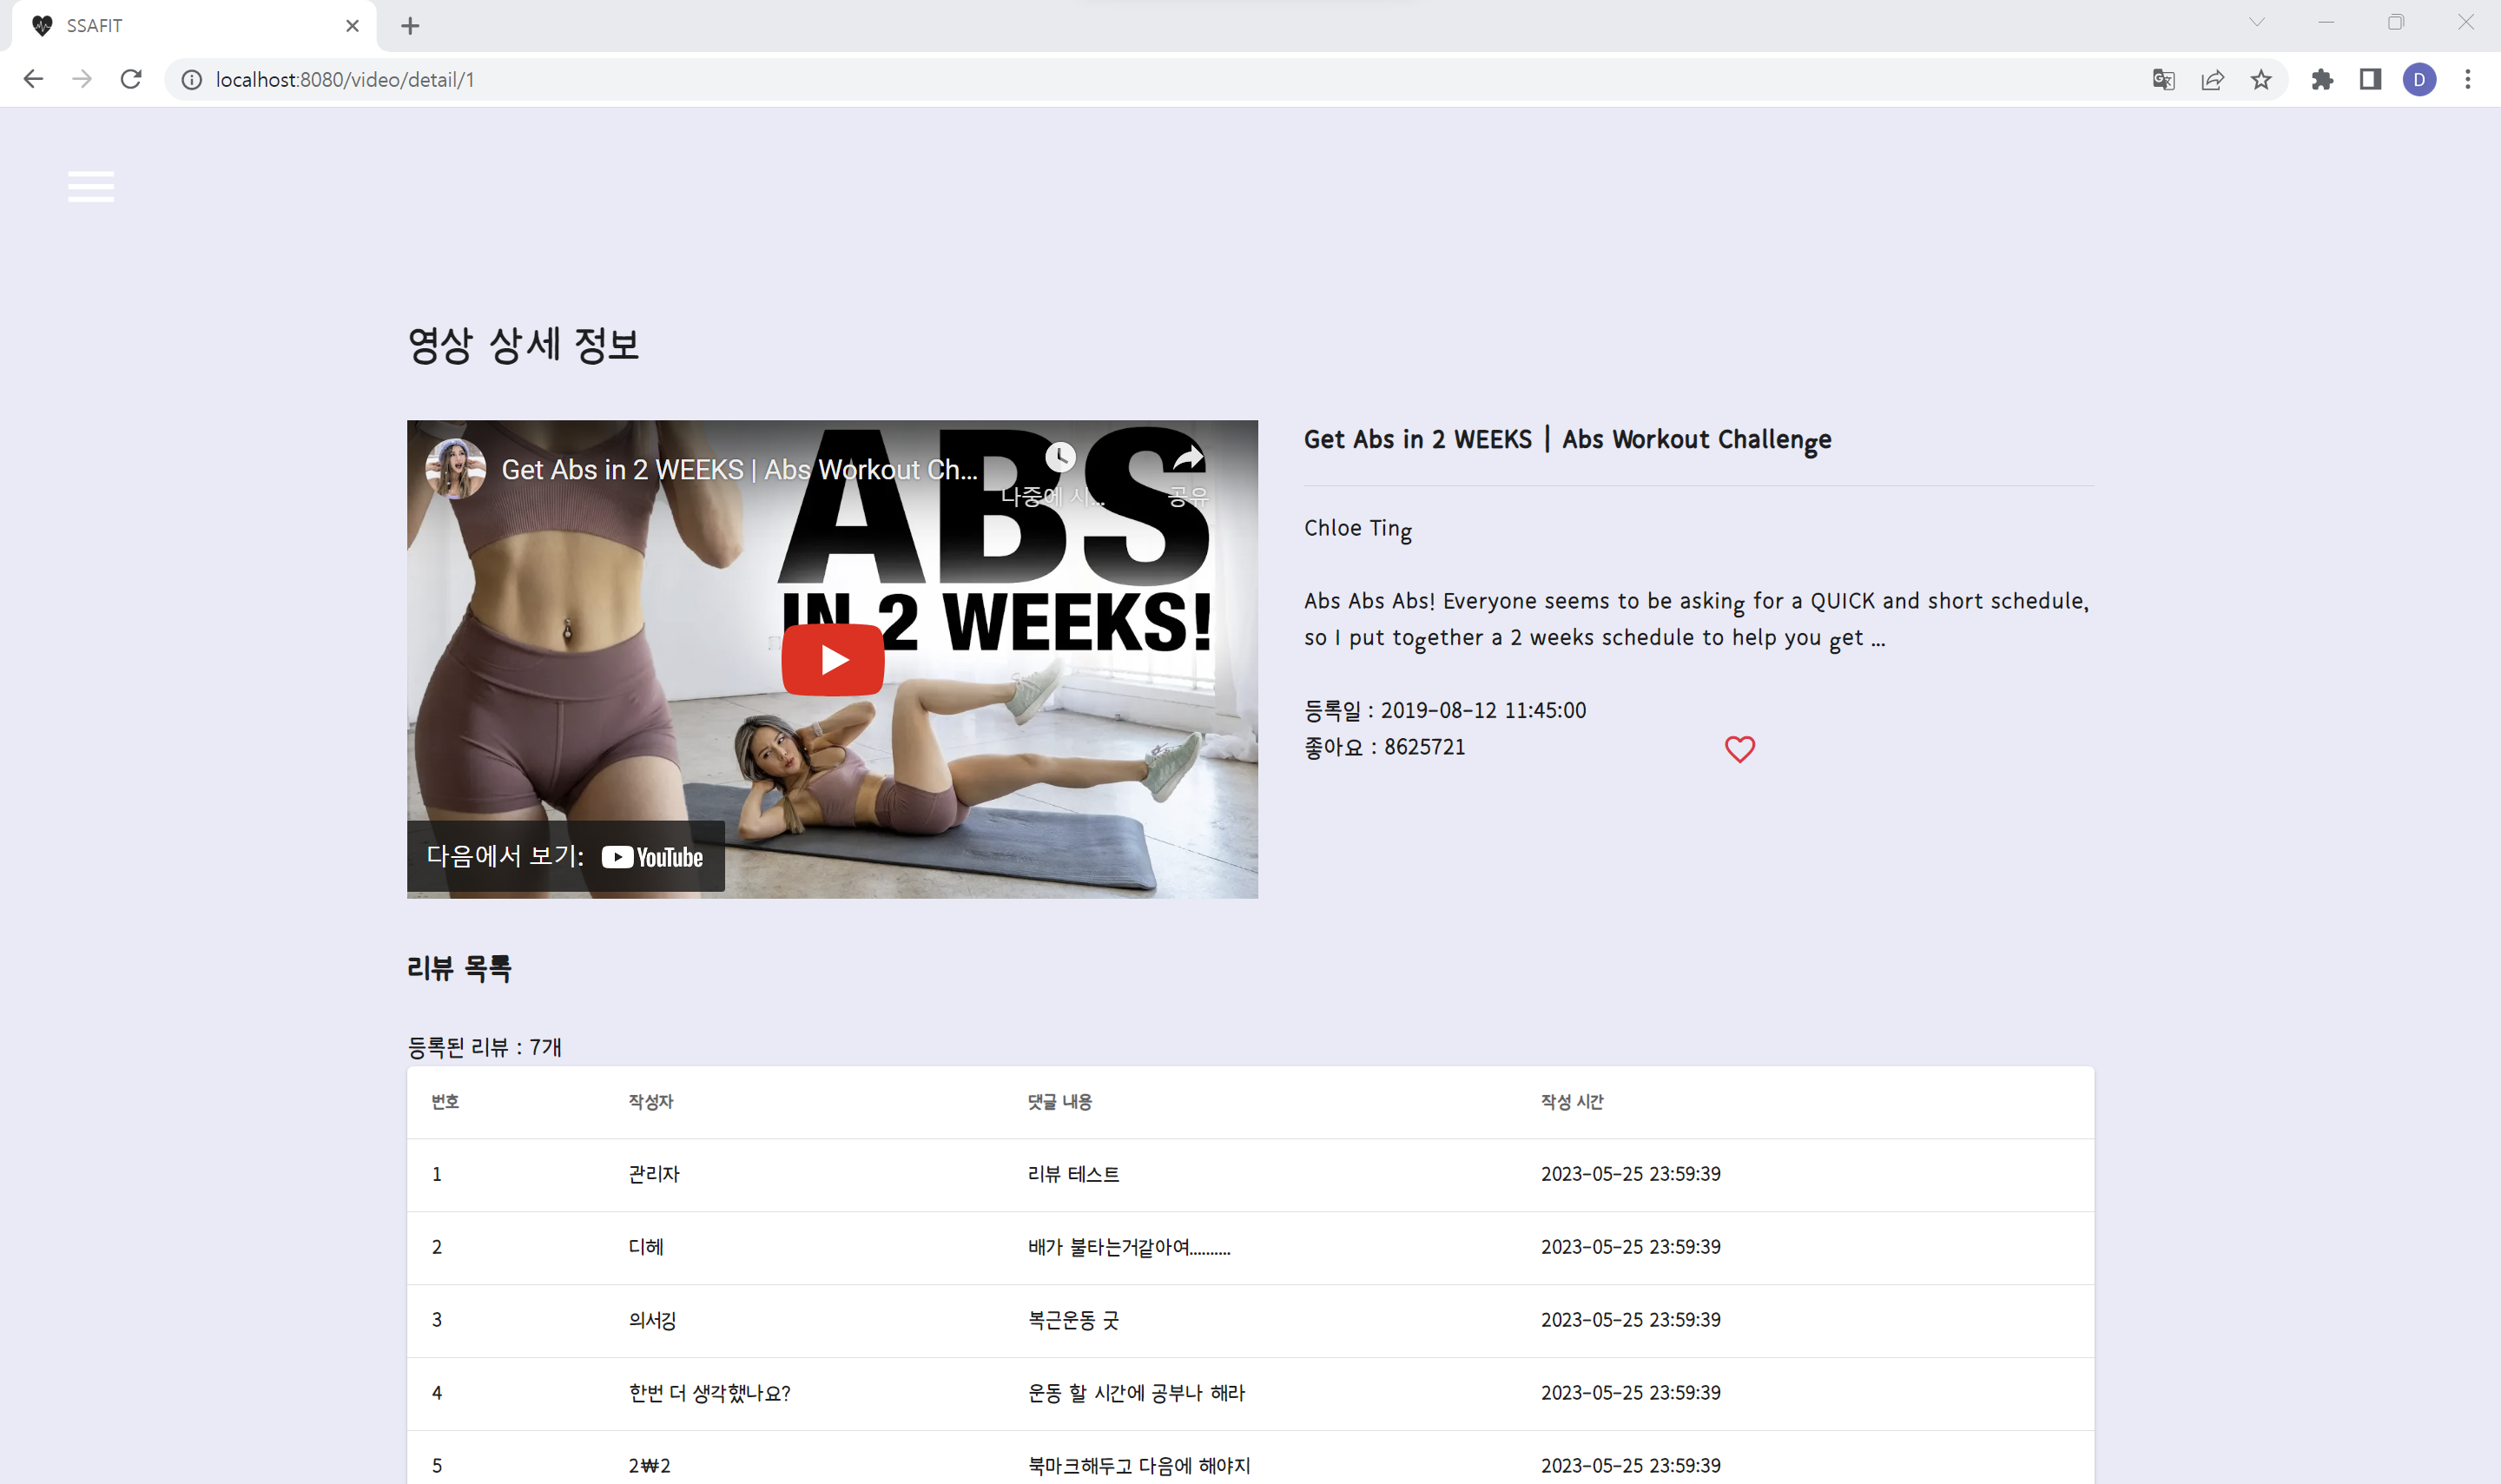 SSAFIT
localhost:8080/video/detail/1
D
영상 상세 정보
Get Abs in 2 WEEKS | Abs Workout Ch...
나중에 시...
공유
ABS
IN 2 WEEKS!
다음에서 보기: YouTube
Get Abs in 2 WEEKS | Abs Workout Challenge
Chloe Ting
Abs Abs Abs! Everyone seems to be asking for a QUICK and short schedule,
so I put together a 2 weeks schedule to help you get ...
등록일 : 2019-08-12 11:45:00
좋아요 : 8625721
리뷰 목록
등록된 리뷰 : 7개
번호 작성자 댓글 내용 작성 시간
1 관리자 리뷰 테스트 2023-05-25 23:59:39
2 디헤 배가 불타는거같아여.......... 2023-05-25 23:59:39
3 의서깅 복근운동 굿 2023-05-25 23:59:39
4 한번 더 생각했나요? 운동 할 시간에 공부나 해라 2023-05-25 23:59:39
5 2₩2 북마크해두고 다음에 해야지 2023-05-25 23:59:39